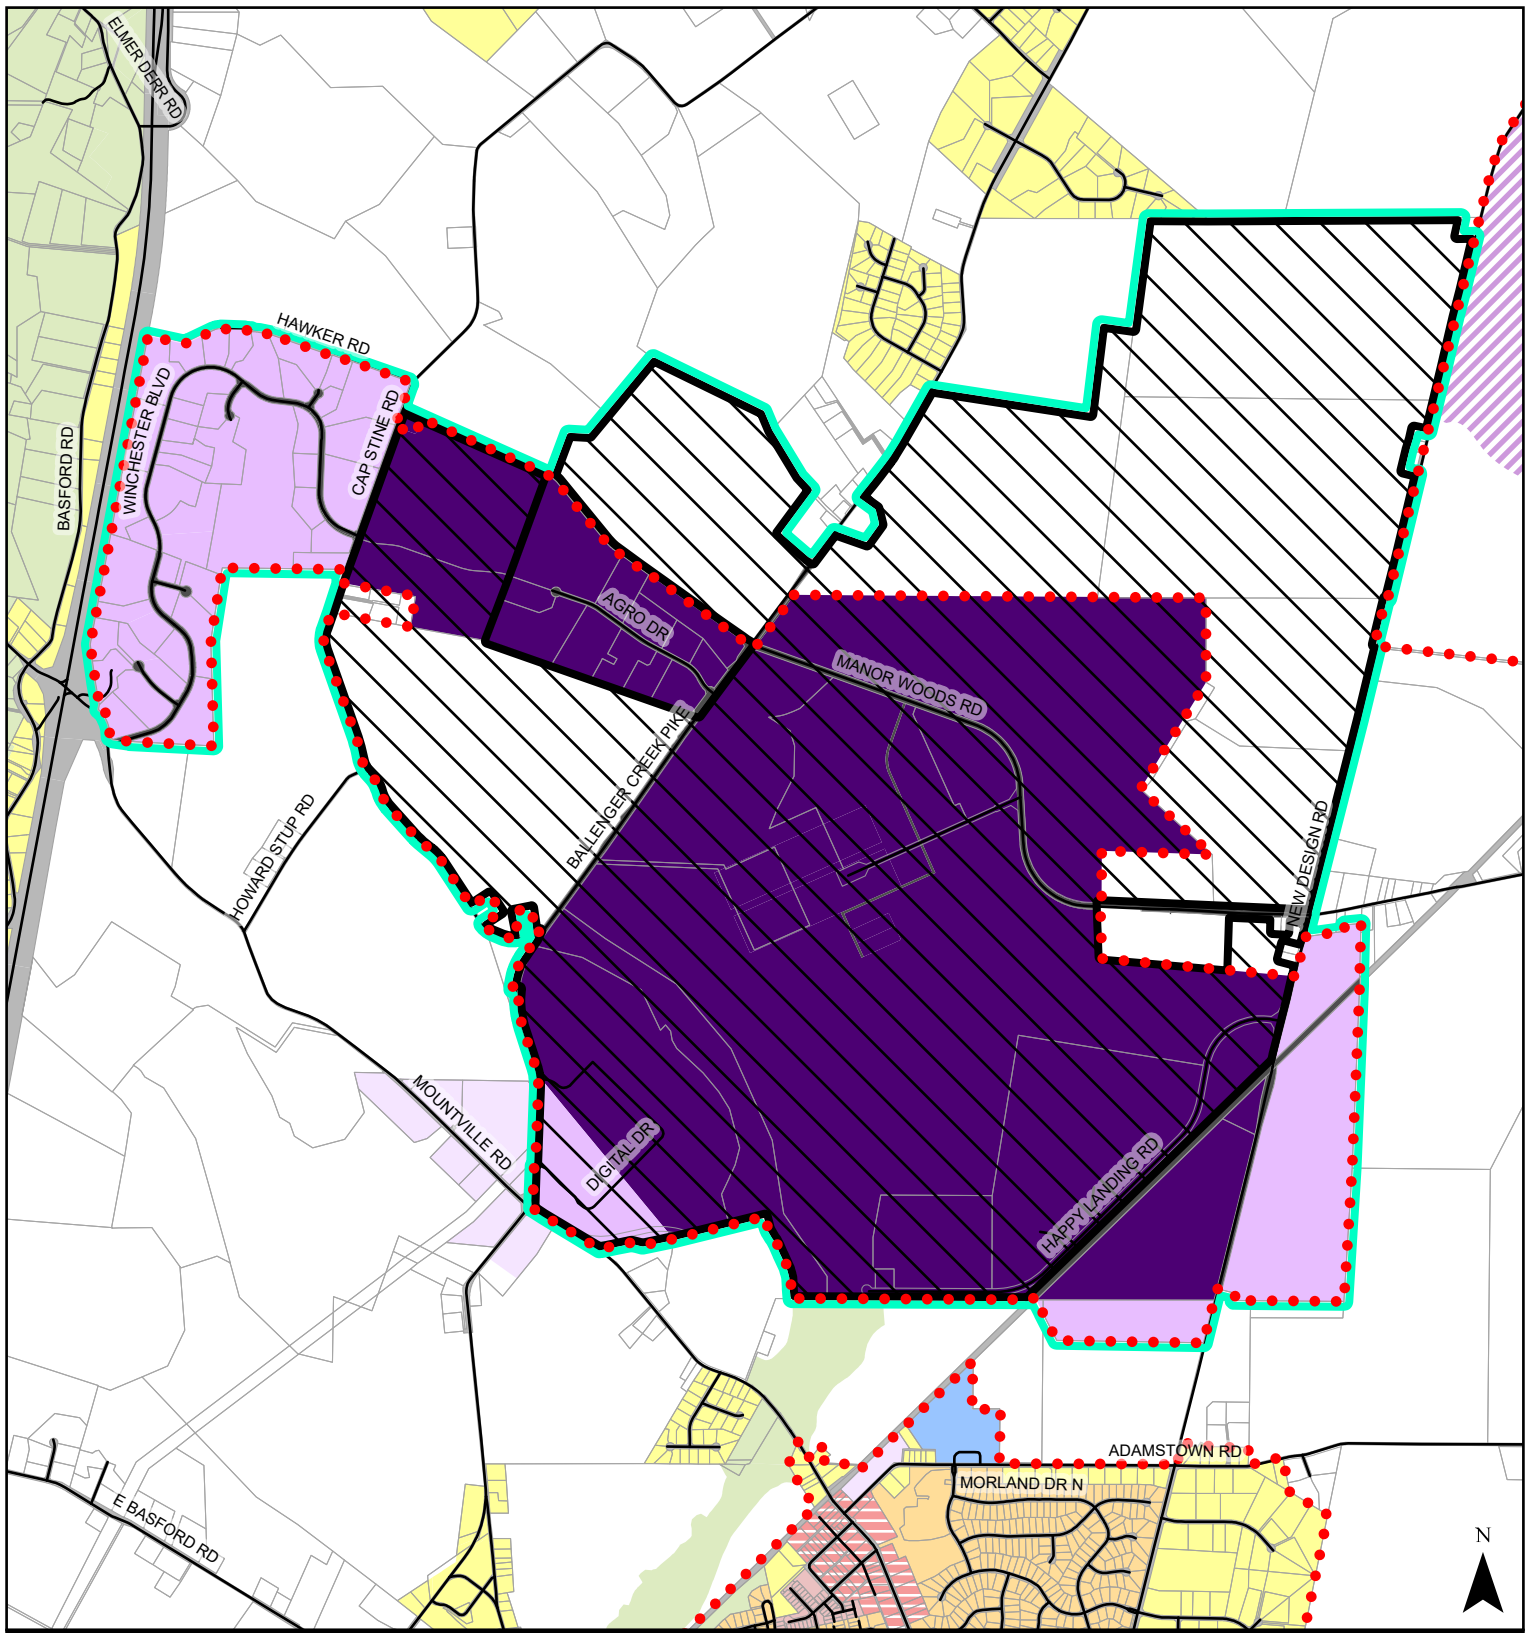 ELMER DERR RD
HAWKER RD
WINCHESTER BLVD
CAP STINE RD
BASFORD RD
AGRO DR
MANOR WOODS RD
BALLENGER CREEK PIKE
HOWARD STUP RD
NEW DESIGN RD
MOUNTVILLE RD
DIGITAL DR
HAPPY LANDING RD
ADAMSTOWN RD
MORLAND DR N
E BASFORD RD
N